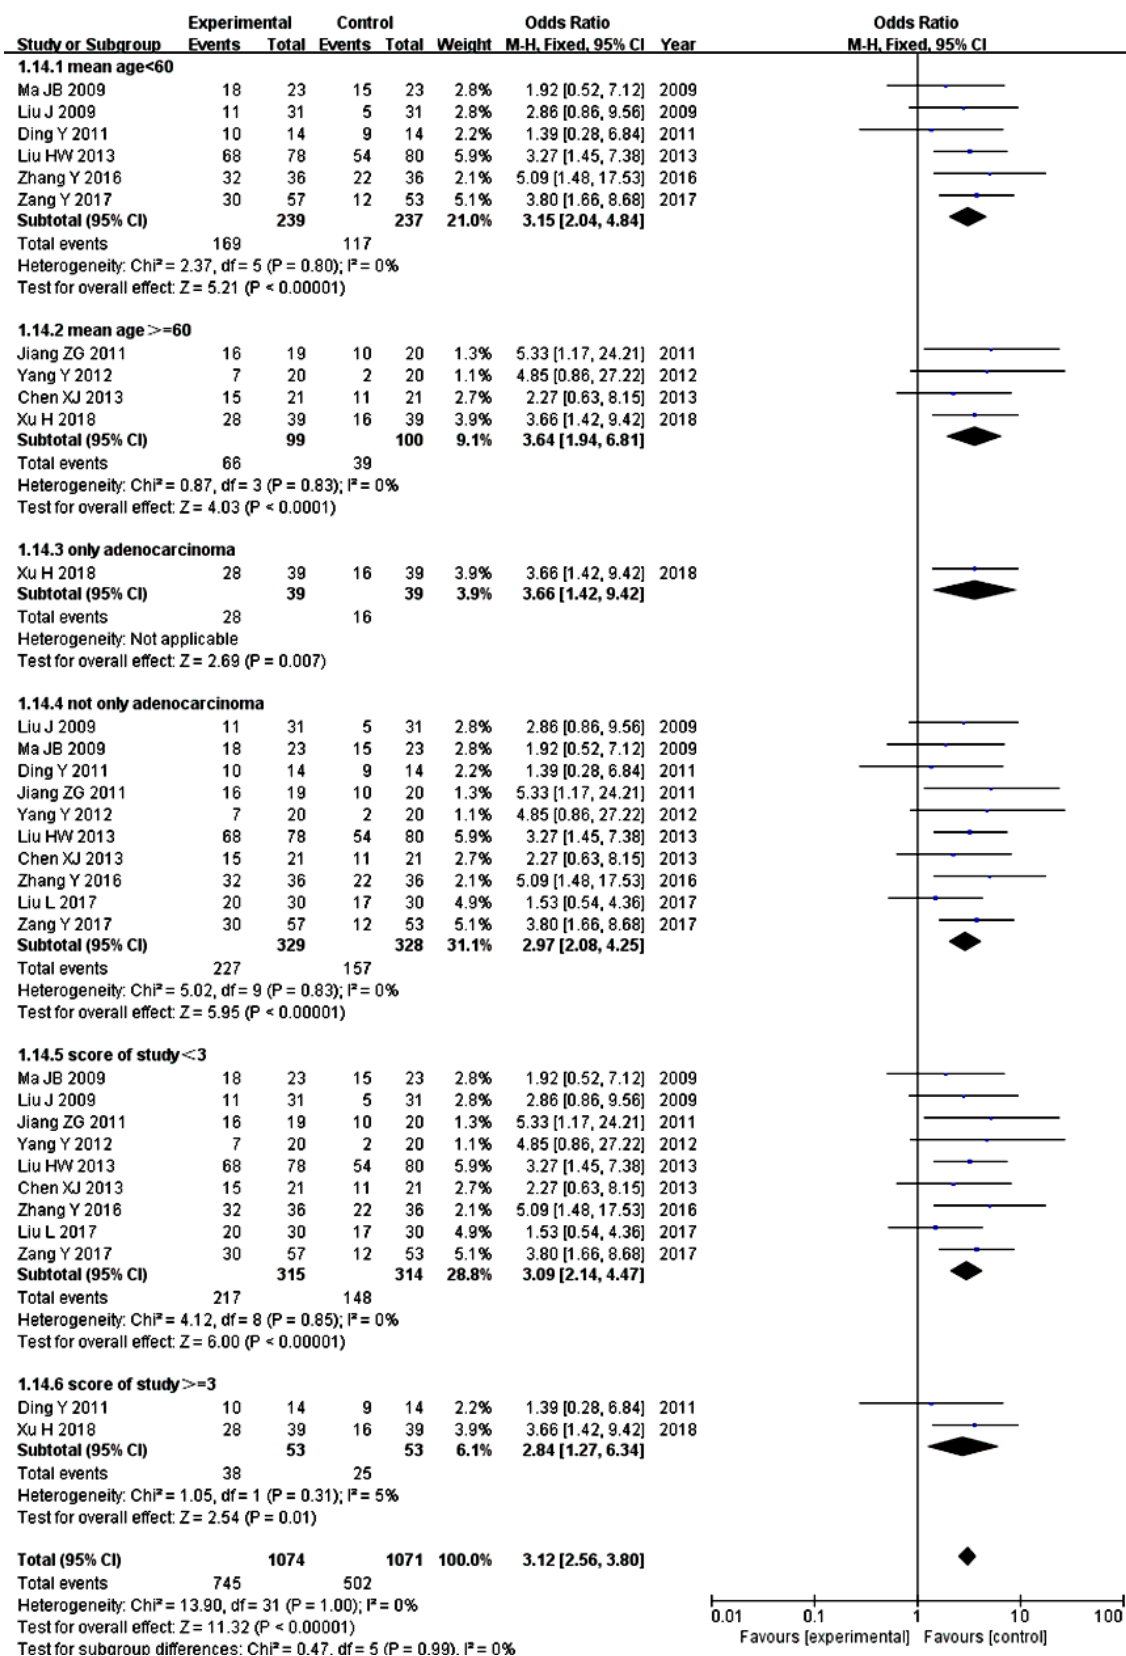 Experimental Control Odds Ratio Odds Ratio
Study or Subgroup Events Total Events Total Weight M-H, Fixed, 95% CI Year M-H, Fixed, 95% CI
1.14.1 mean age<60
Ma JB 2009 18 23 15 23 2.8% 1.92 [0.52, 7.12] 2009
Liu J 2009 11 31 5 31 2.8% 2.86 [0.86, 9.56] 2009
Ding Y 2011 10 14 9 14 2.2% 1.39 [0.28, 6.84] 2011
Liu HW 2013 68 78 54 80 5.9% 3.27 [1.45, 7.38] 2013
Zhang Y 2016 32 36 22 36 2.1% 5.09 [1.48, 17.53] 2016
Zang Y 2017 30 57 12 53 5.1% 3.80 [1.66, 8.68] 2017
Subtotal (95% CI) 239 237 21.0% 3.15 [2.04, 4.84]
Total events 169 117
Heterogeneity: Chi² = 2.37, df = 5 (P = 0.80); I² = 0%
Test for overall effect: Z = 5.21 (P < 0.00001)
1.14.2 mean age >=60
Jiang ZG 2011 16 19 10 20 1.3% 5.33 [1.17, 24.21] 2011
Yang Y 2012 7 20 2 20 1.1% 4.85 [0.86, 27.22] 2012
Chen XJ 2013 15 21 11 21 2.7% 2.27 [0.63, 8.15] 2013
Xu H 2018 28 39 16 39 3.9% 3.66 [1.42, 9.42] 2018
Subtotal (95% CI) 99 100 9.1% 3.64 [1.94, 6.81]
Total events 66 39
Heterogeneity: Chi² = 0.87, df = 3 (P = 0.83); I² = 0%
Test for overall effect: Z = 4.03 (P < 0.0001)
1.14.3 only adenocarcinoma
Xu H 2018 28 39 16 39 3.9% 3.66 [1.42, 9.42] 2018
Subtotal (95% CI) 39 39 3.9% 3.66 [1.42, 9.42]
Total events 28 16
Heterogeneity: Not applicable
Test for overall effect: Z = 2.69 (P = 0.007)
1.14.4 not only adenocarcinoma
Liu J 2009 11 31 5 31 2.8% 2.86 [0.86, 9.56] 2009
Ma JB 2009 18 23 15 23 2.8% 1.92 [0.52, 7.12] 2009
Ding Y 2011 10 14 9 14 2.2% 1.39 [0.28, 6.84] 2011
Jiang ZG 2011 16 19 10 20 1.3% 5.33 [1.17, 24.21] 2011
Yang Y 2012 7 20 2 20 1.1% 4.85 [0.86, 27.22] 2012
Liu HW 2013 68 78 54 80 5.9% 3.27 [1.45, 7.38] 2013
Chen XJ 2013 15 21 11 21 2.7% 2.27 [0.63, 8.15] 2013
Zhang Y 2016 32 36 22 36 2.1% 5.09 [1.48, 17.53] 2016
Liu L 2017 20 30 17 30 4.9% 1.53 [0.54, 4.36] 2017
Zang Y 2017 30 57 12 53 5.1% 3.80 [1.66, 8.68] 2017
Subtotal (95% CI) 329 328 31.1% 2.97 [2.08, 4.25]
Total events 227 157
Heterogeneity: Chi² = 5.02, df = 9 (P = 0.83); I² = 0%
Test for overall effect: Z = 5.95 (P < 0.00001)
1.14.5 score of study<3
Ma JB 2009 18 23 15 23 2.8% 1.92 [0.52, 7.12] 2009
Liu J 2009 11 31 5 31 2.8% 2.86 [0.86, 9.56] 2009
Jiang ZG 2011 16 19 10 20 1.3% 5.33 [1.17, 24.21] 2011
Yang Y 2012 7 20 2 20 1.1% 4.85 [0.86, 27.22] 2012
Liu HW 2013 68 78 54 80 5.9% 3.27 [1.45, 7.38] 2013
Chen XJ 2013 15 21 11 21 2.7% 2.27 [0.63, 8.15] 2013
Zhang Y 2016 32 36 22 36 2.1% 5.09 [1.48, 17.53] 2016
Liu L 2017 20 30 17 30 4.9% 1.53 [0.54, 4.36] 2017
Zang Y 2017 30 57 12 53 5.1% 3.80 [1.66, 8.68] 2017
Subtotal (95% CI) 315 314 28.8% 3.09 [2.14, 4.47]
Total events 217 148
Heterogeneity: Chi² = 4.12, df = 8 (P = 0.85); I² = 0%
Test for overall effect: Z = 6.00 (P < 0.00001)
1.14.6 score of study>=3
Ding Y 2011 10 14 9 14 2.2% 1.39 [0.28, 6.84] 2011
Xu H 2018 28 39 16 39 3.9% 3.66 [1.42, 9.42] 2018
Subtotal (95% CI) 53 53 6.1% 2.84 [1.27, 6.34]
Total events 38 25
Heterogeneity: Chi² = 1.05, df = 1 (P = 0.31); I² = 5%
Test for overall effect: Z = 2.54 (P = 0.01)
Total (95% CI) 1074 1071 100.0% 3.12 [2.56, 3.80]
Total events 745 502
Heterogeneity: Chi² = 13.90, df = 31 (P = 1.00); I² = 0%
Test for overall effect: Z = 11.32 (P < 0.00001)
Test for subgroup differences: Chi² = 0.47, df = 5 (P = 0.99), I² = 0%
0.01 0.1 1 10 100
Favours [experimental] Favours [control]